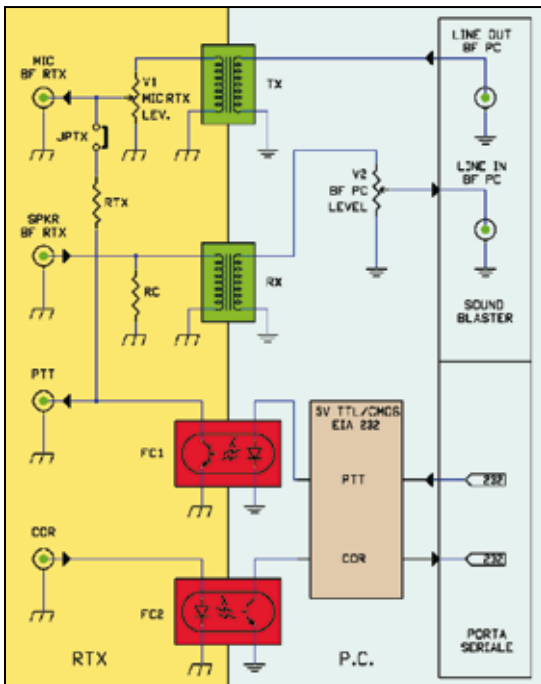 MIC
BF RTX
V1
MIC RTX
LEV.
TX
LINE OUT
BF PC
JPTX
RTX
V2
BF PC
LEVEL
LINE IN
BF PC
SPKR
BF RTX
RC
RX
SOUND
BLASTER
PTT
FC1
5V TTL/CMOS
EIA 232
PTT
232
COR
FC2
COR
232
RTX
P.C.
PORTA
SERIALE